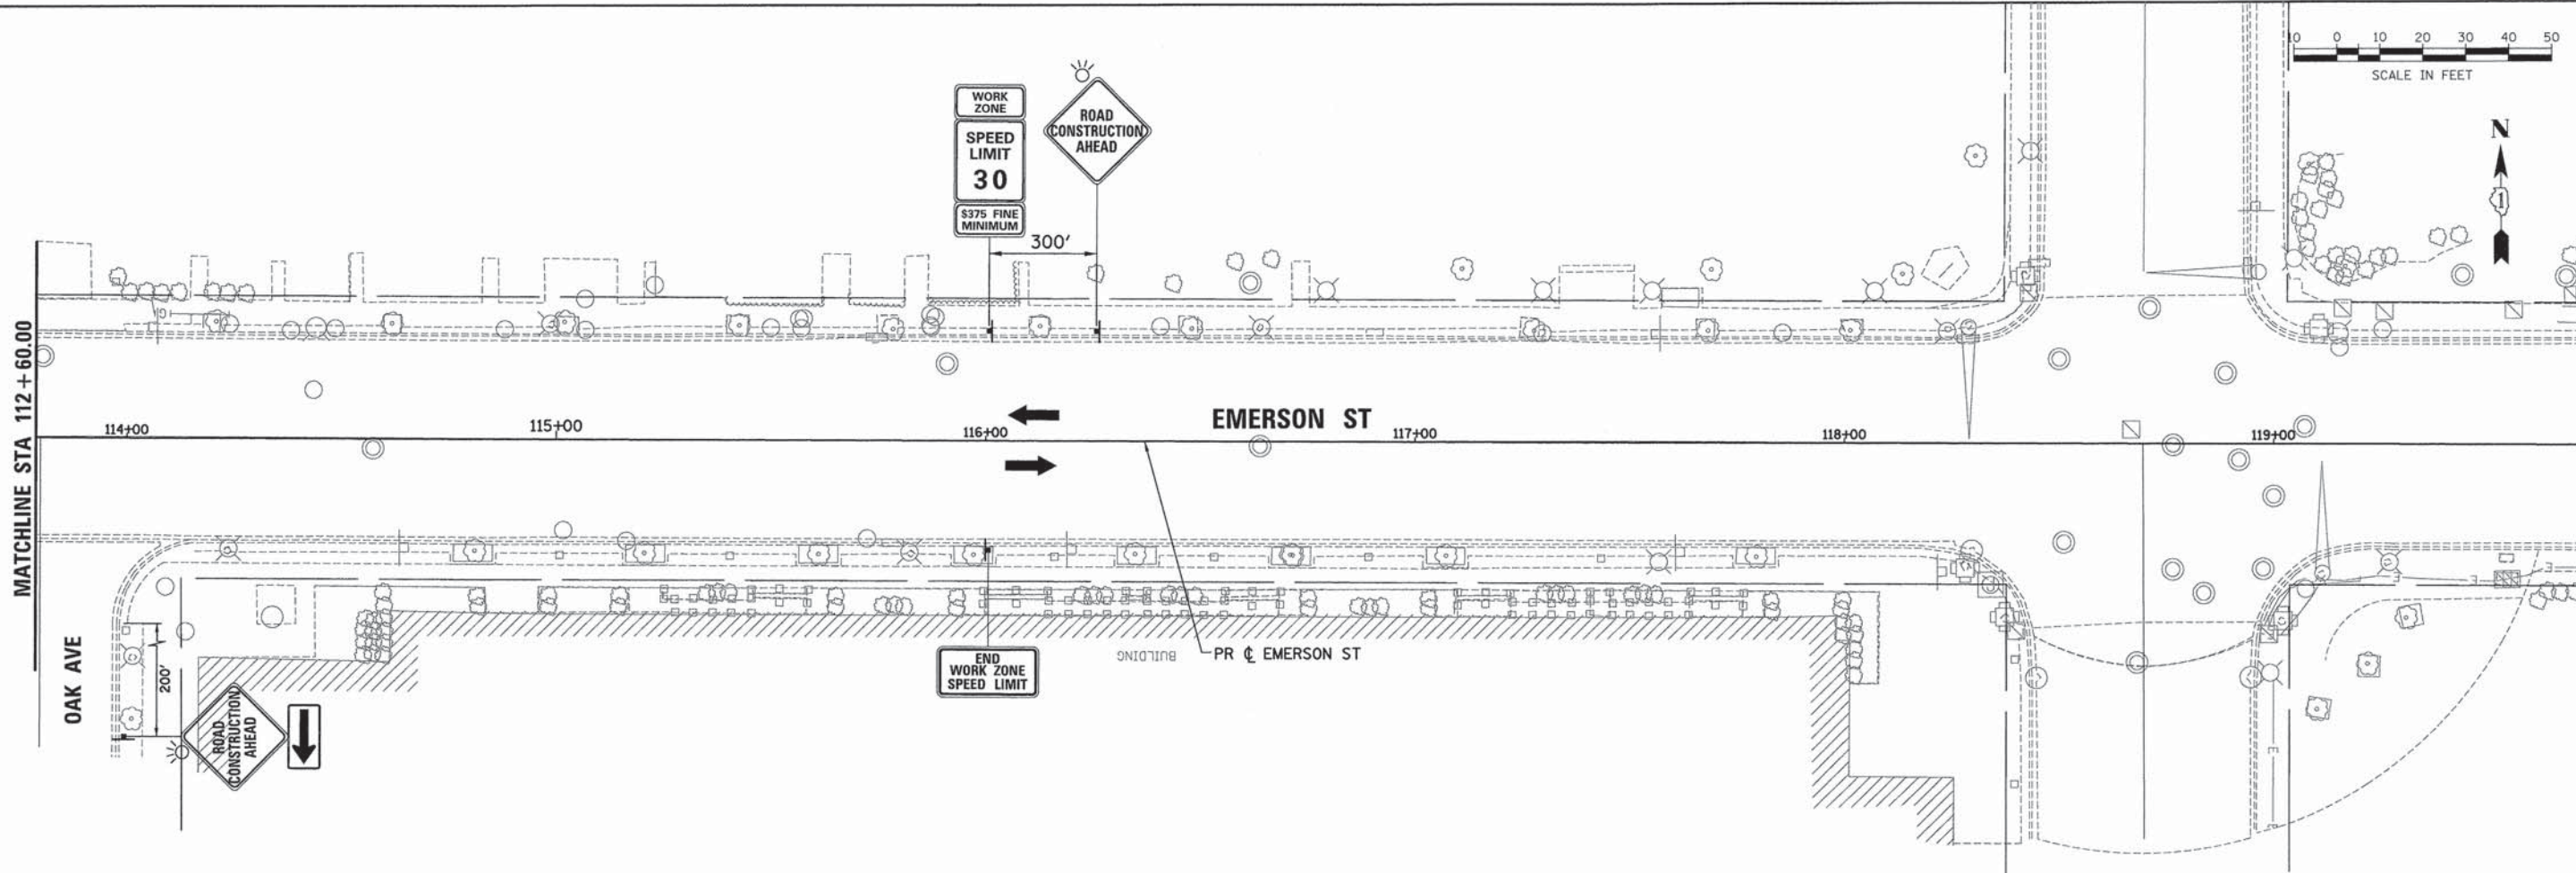 10 0 10 20 30 40 50
SCALE IN FEET
N
1
WORK
ZONE
SPEED
LIMIT
30
$375 FINE
MINIMUM
ROAD
CONSTRUCTION
AHEAD
300'
MATCHLINE STA 112+60.00
EMERSON ST
114+00
115+00
116+00
117+00
118+00
119+00
OAK AVE
200'
ROAD
CONSTRUCTION
AHEAD
END
WORK ZONE
SPEED LIMIT
BUILDING
PR ℄ EMERSON ST
G
E
E
E
E
E